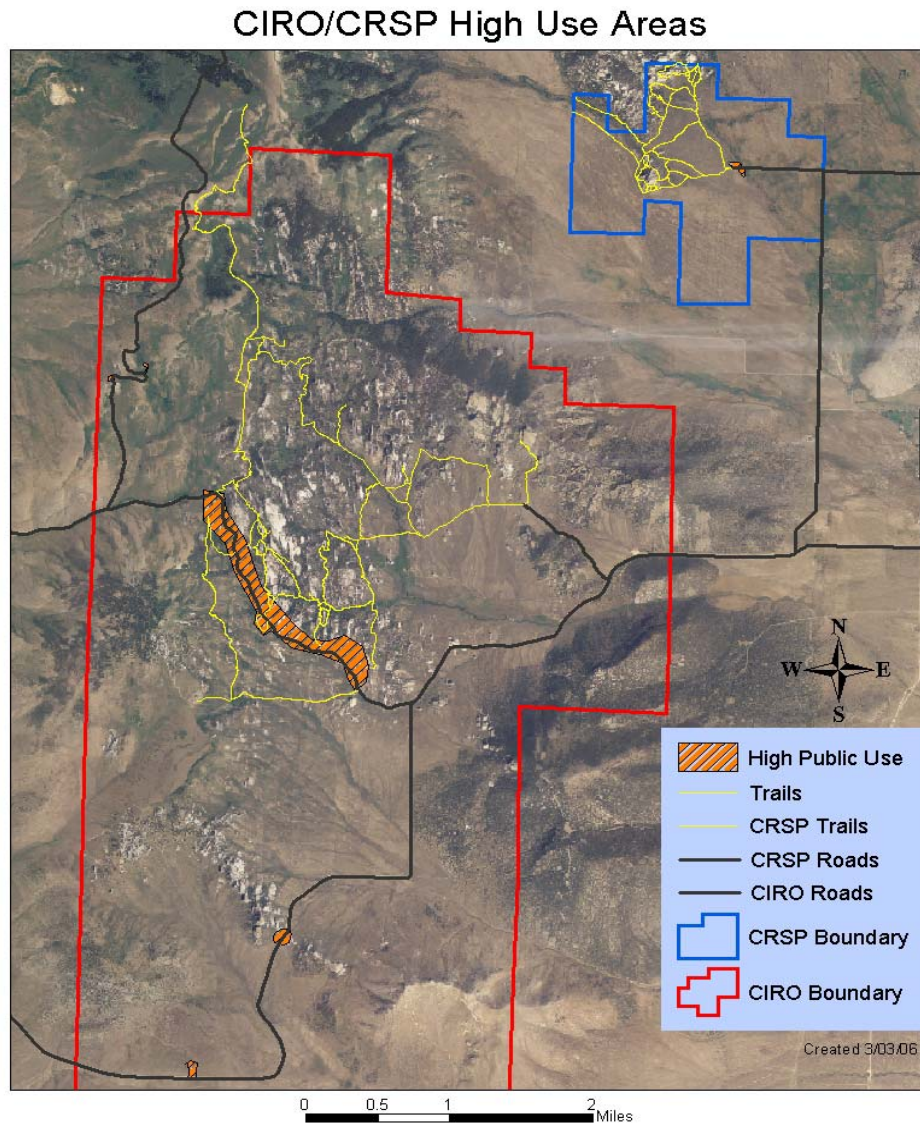 CIRO/CRSP High Use Areas
N
W E
S
High Public Use
Trails
CRSP Trails
CRSP Roads
CIRO Roads
CRSP Boundary
CIRO Boundary
Created 3/03/06
0 0.5 1 2
Miles